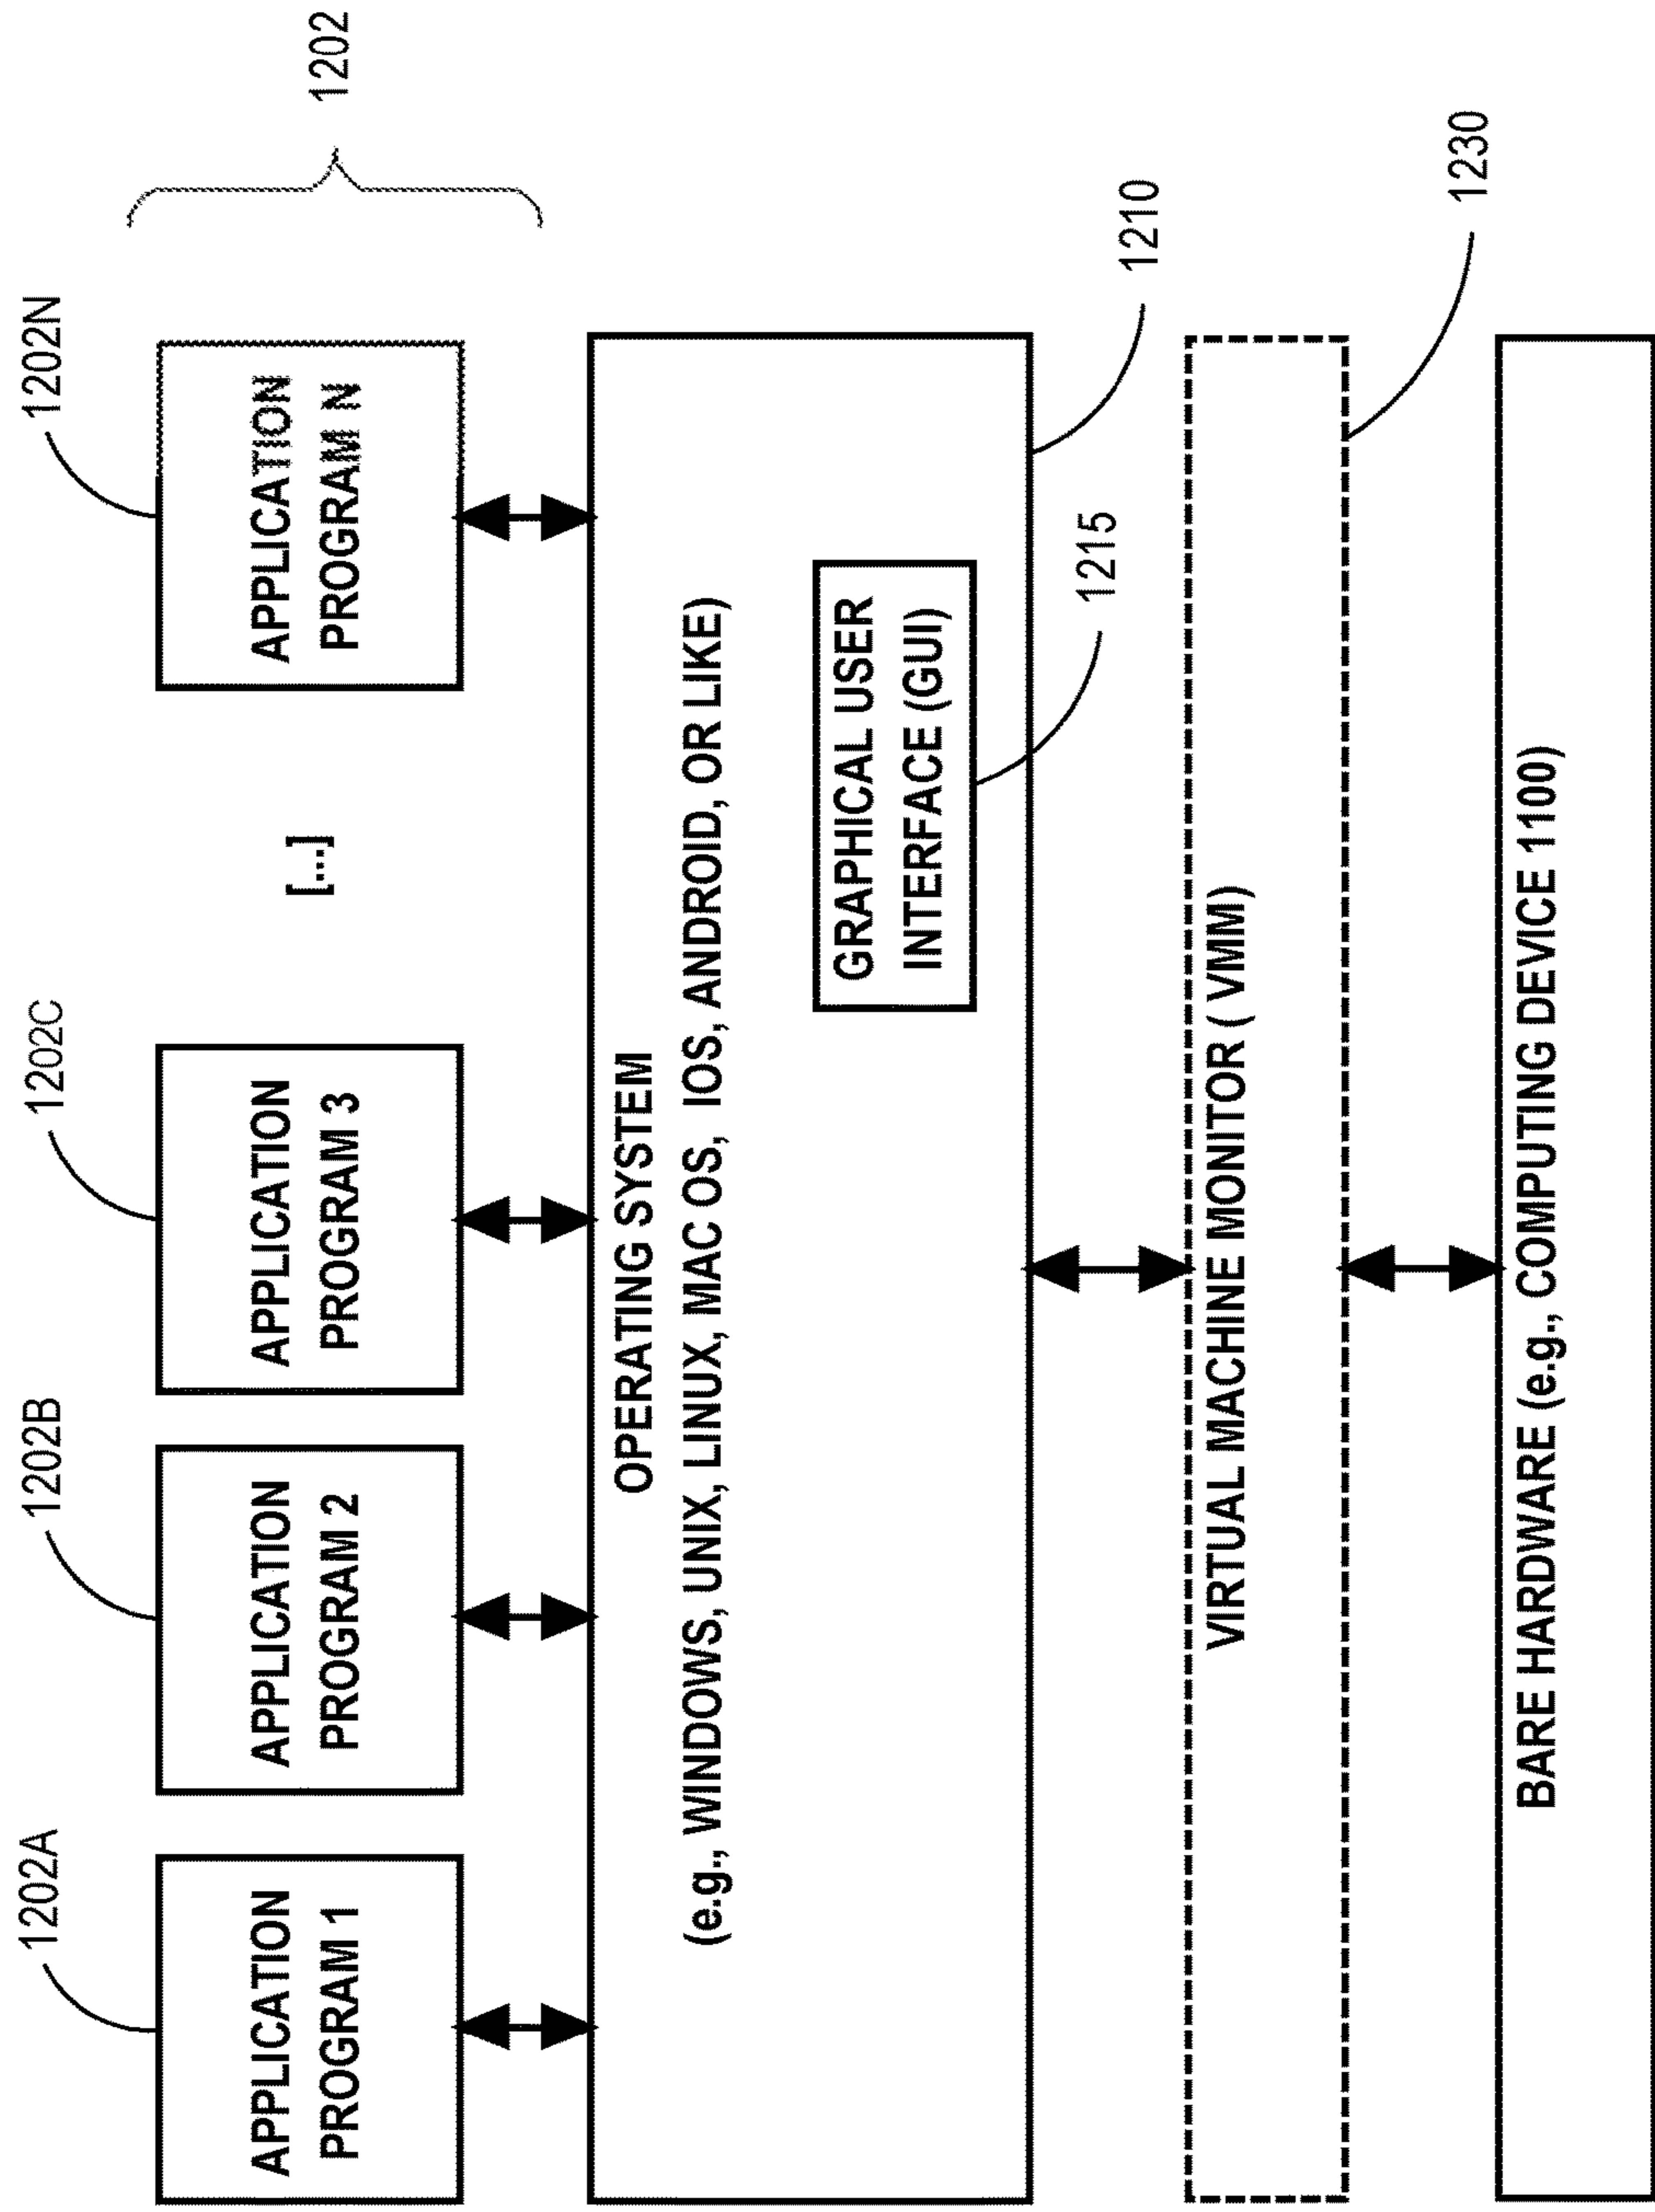 1202
1202A
1202B
1202C
1202N
APPLICATION
PROGRAM 1
APPLICATION
PROGRAM 2
APPLICATION
PROGRAM 3
[...]
APPLICATION
PROGRAM N
OPERATING SYSTEM
(e.g., WINDOWS, UNIX, LINUX, MAC OS, IOS, ANDROID, OR LIKE)
GRAPHICAL USER
INTERFACE (GUI)
1215
1210
VIRTUAL MACHINE MONITOR ( VMM)
1230
BARE HARDWARE (e.g., COMPUTING DEVICE 1100)